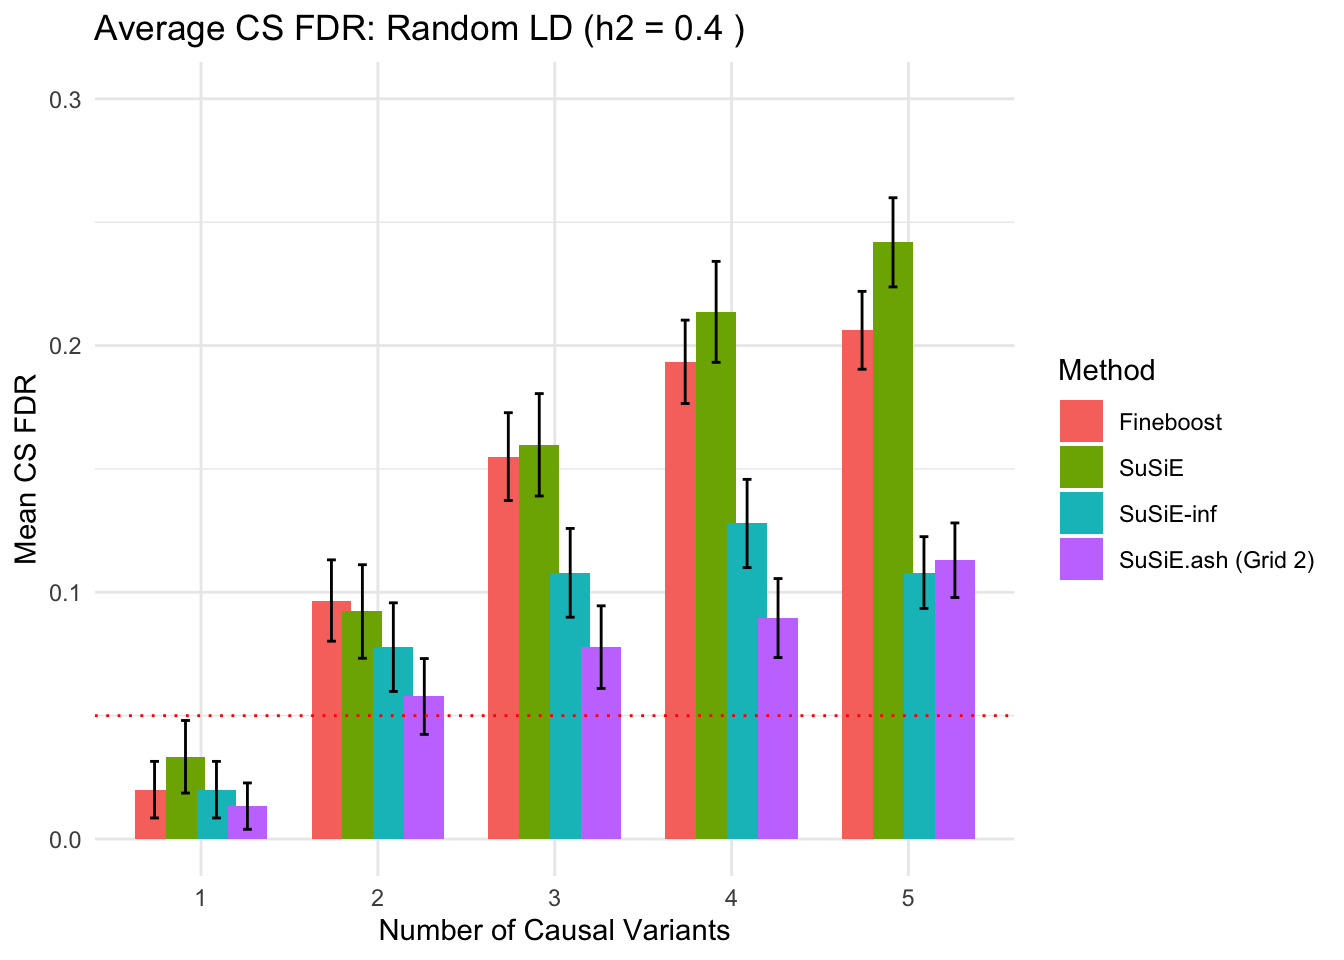 Average CS FDR: Random LD (h2 = 0.4 )
0.3
0.2
0.1
0.0
Mean CS FDR
1 2 3 4 5
Number of Causal Variants
Method
Fineboost
SuSiE
SuSiE-inf
SuSiE.ash (Grid 2)